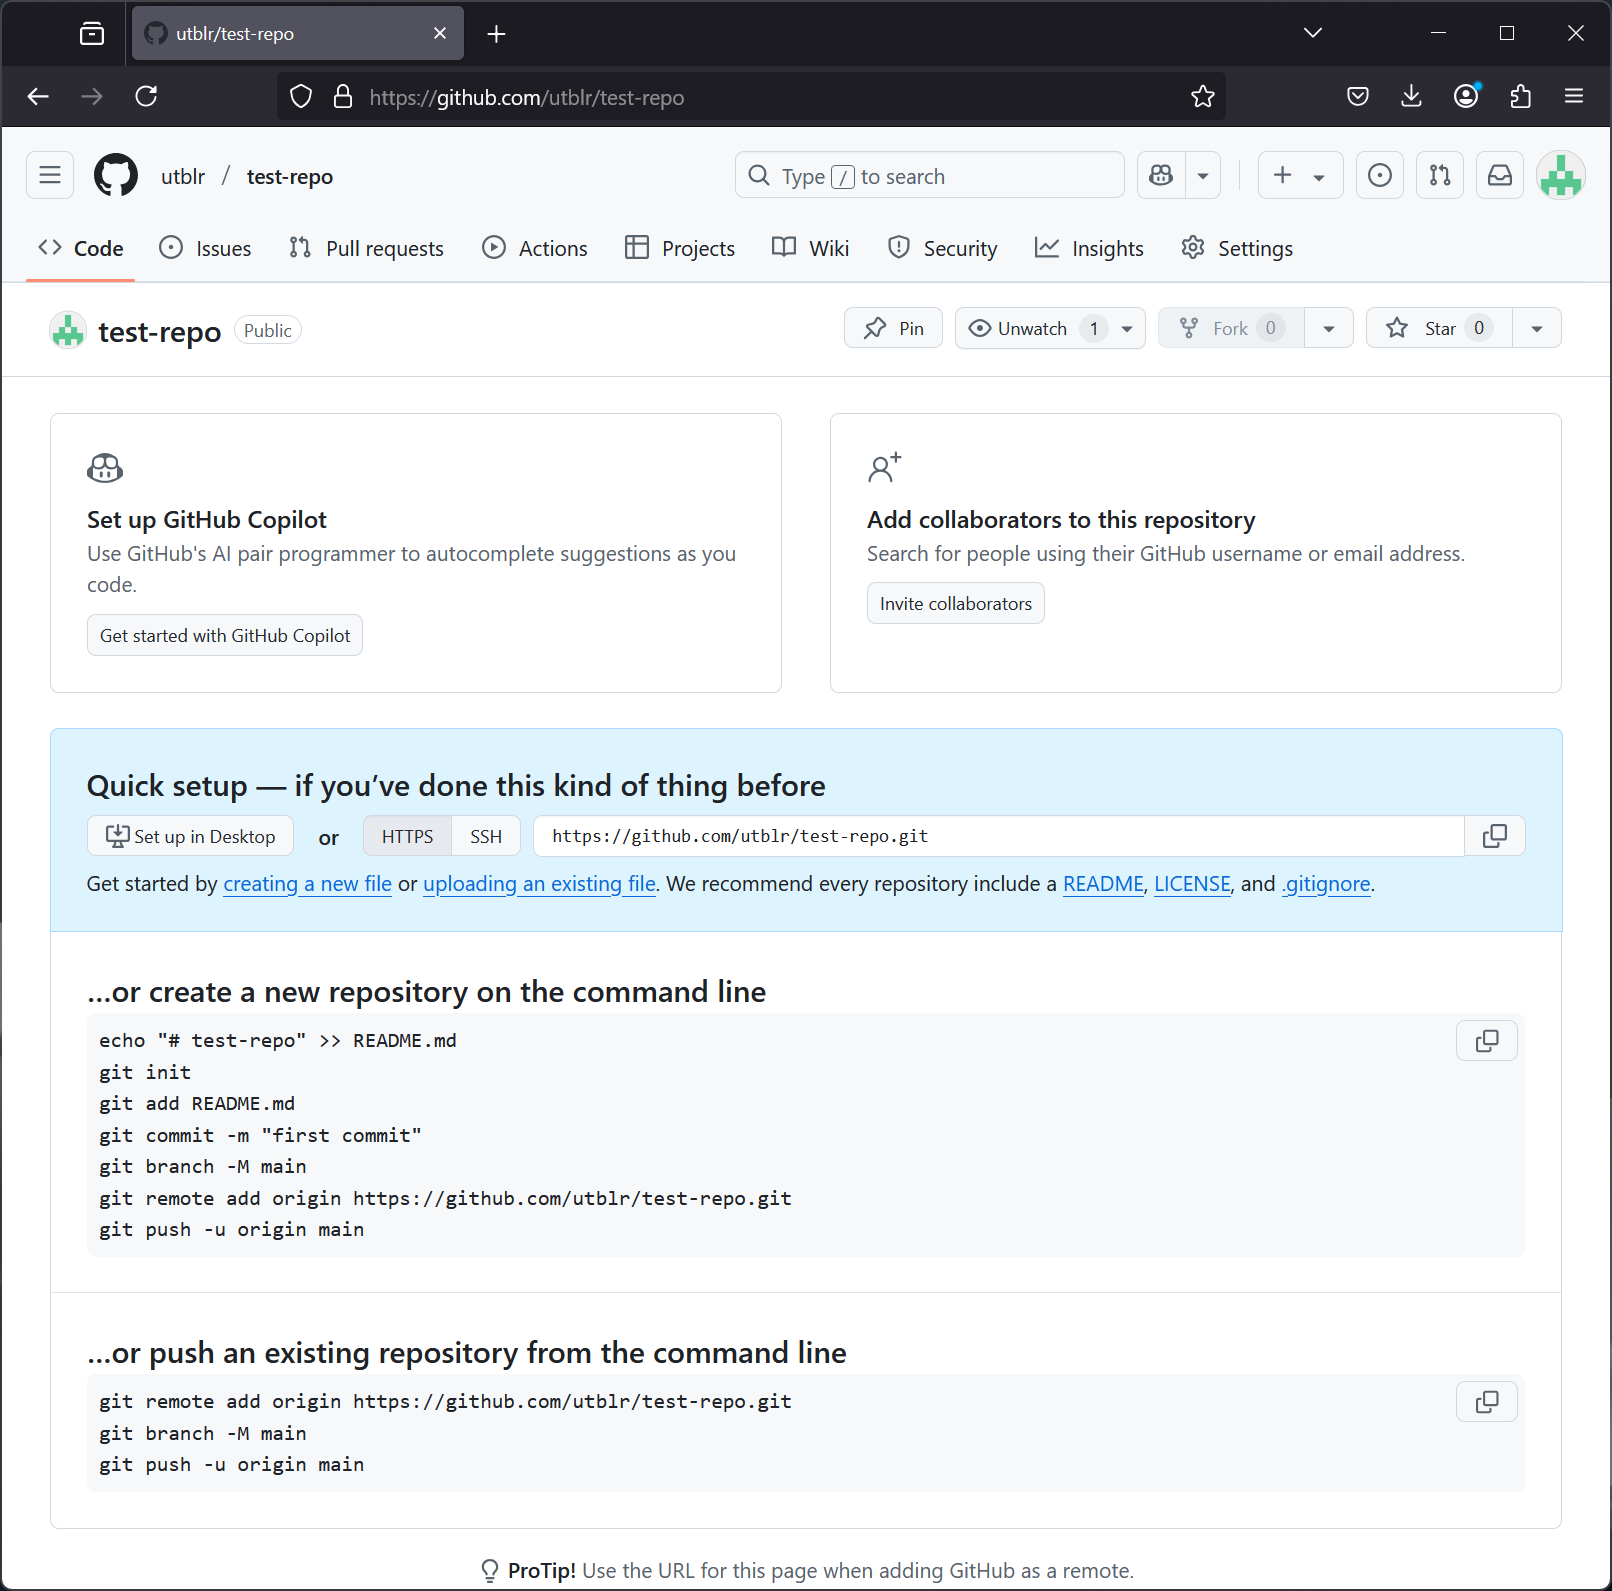 utblr/test-repo
https://github.com/utblr/test-repo
utblr / test-repo
Type / to search
Code Issues Pull requests Actions Projects Wiki Security Insights Settings
test-repo Public
Pin Unwatch 1 Fork 0 Star 0
Set up GitHub Copilot
Use GitHub's AI pair programmer to autocomplete suggestions as you
code.
Get started with GitHub Copilot
Add collaborators to this repository
Search for people using their GitHub username or email address.
Invite collaborators
Quick setup — if you’ve done this kind of thing before
Set up in Desktop or HTTPS SSH https://github.com/utblr/test-repo.git
Get started by creating a new file or uploading an existing file. We recommend every repository include a README, LICENSE, and .gitignore.
…or create a new repository on the command line
echo "# test-repo" >> README.md
git init
git add README.md
git commit -m "first commit"
git branch -M main
git remote add origin https://github.com/utblr/test-repo.git
git push -u origin main
…or push an existing repository from the command line
git remote add origin https://github.com/utblr/test-repo.git
git branch -M main
git push -u origin main
ProTip! Use the URL for this page when adding GitHub as a remote.